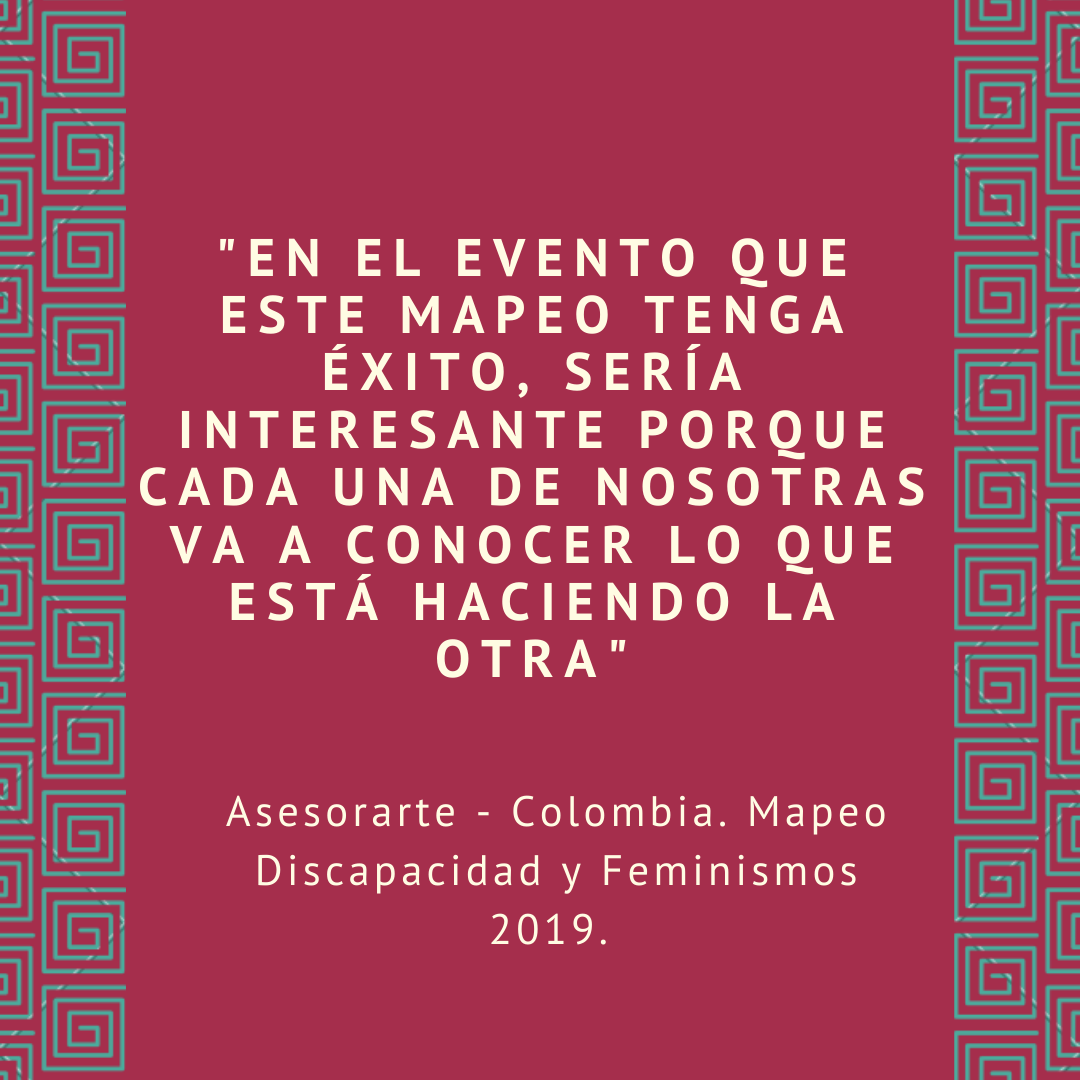 "EN EL EVENTO QUE
ESTE MAPEO TENGA
ÉXITO, SERÍA
INTERESANTE PORQUE
CADA UNA DE NOSOTRAS
VA A CONOCER LO QUE
ESTÁ HACIENDO LA
OTRA"
Asesorarte - Colombia. Mapeo
Discapacidad y Feminismos
2019.